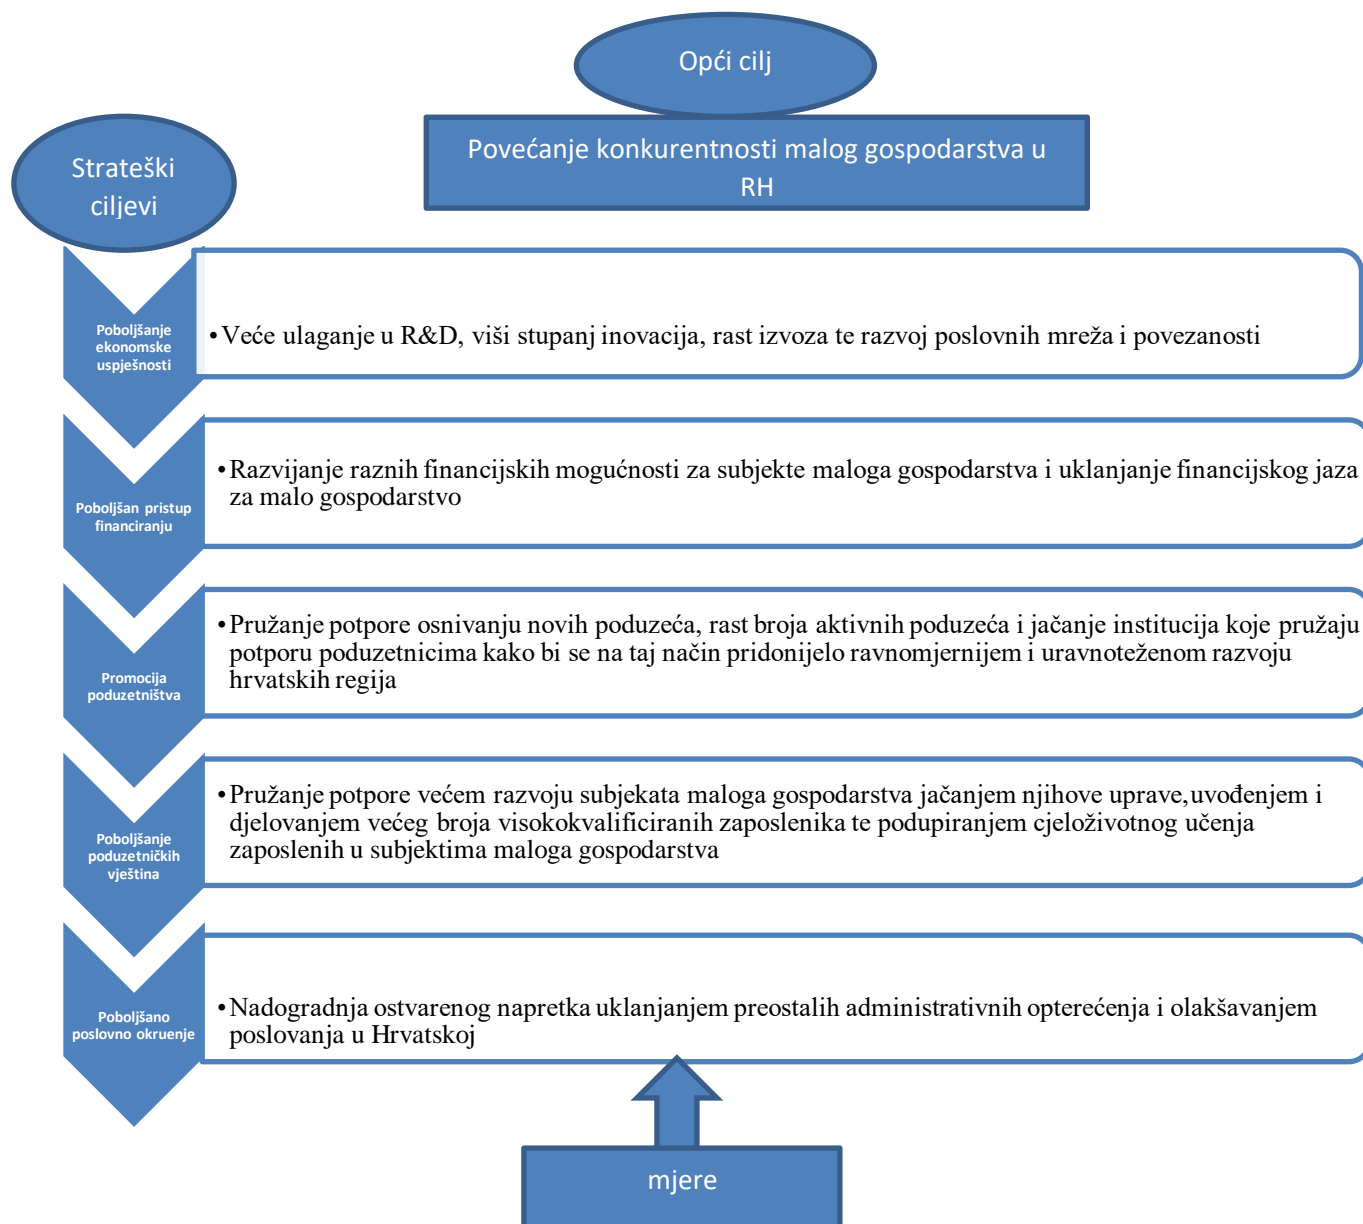 Opći cilj
Povećanje konkurentnosti malog gospodarstva u
RH
Strateški
ciljevi
Poboljšanje
ekonomske
uspješnosti
•Veće ulaganje u R&D, viši stupanj inovacija, rast izvoza te razvoj poslovnih mreža i povezanosti
Poboljšan pristup
financiranju
•Razvijanje raznih financijskih mogućnosti za subjekte maloga gospodarstva i uklanjanje financijskog jaza
za malo gospodarstvo
Promocija
poduzetništva
•Pružanje potpore osnivanju novih poduzeća, rast broja aktivnih poduzeća i jačanje institucija koje pružaju
potporu poduzetnicima kako bi se na taj način pridonijelo ravnomjernijem i uravnoteženom razvoju
hrvatskih regija
Poboljšanje
poduzetničkih
vještina
•Pružanje potpore većem razvoju subjekata maloga gospodarstva jačanjem njihove uprave,uvođenjem i
djelovanjem većeg broja visokokvalificiranih zaposlenika te podupiranjem cjeloživotnog učenja
zaposlenih u subjektima maloga gospodarstva
Poboljšano
poslovno okruenje
•Nadogradnja ostvarenog napretka uklanjanjem preostalih administrativnih opterećenja i olakšavanjem
poslovanja u Hrvatskoj
mjere